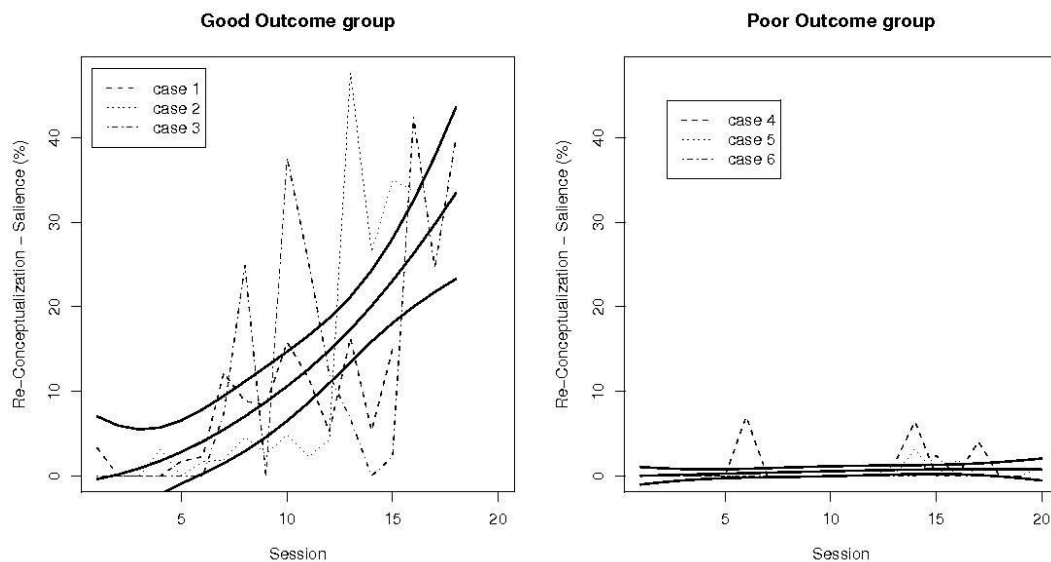 Good Outcome group
Re-Conceptualization - Salience (%)
0
10
20
30
40
case 1
case 2
case 3
5
10
15
20
Session
Poor Outcome group
Re-Conceptualization - Salience (%)
0
10
20
30
40
case 4
case 5
case 6
5
10
15
20
Session